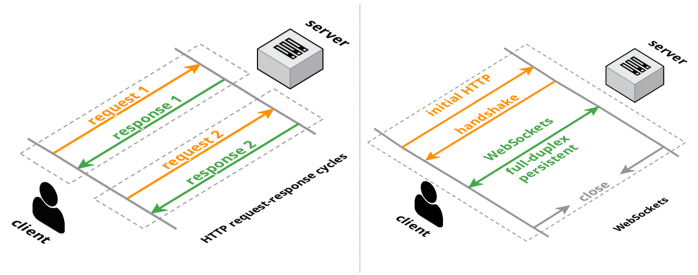 server
request 1
response 1
request 2
response 2
client
HTTP request-response cycles
server
initial HTTP
handshake
WebSockets
full-duplex
persistent
close
client
WebSockets